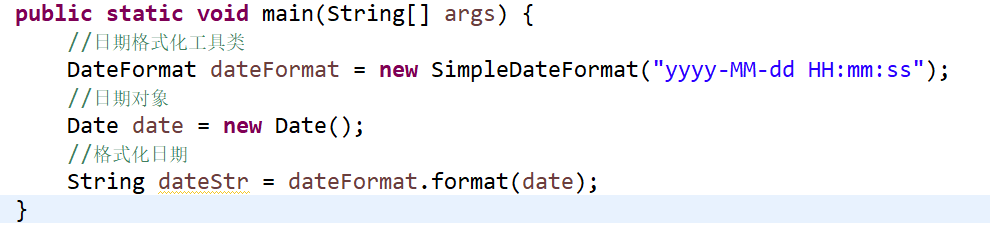 public static void main(String[] args) {
    //日期格式化工具类
    DateFormat dateFormat = new SimpleDateFormat("yyyy-MM-dd HH:mm:ss");
    //日期对象
    Date date = new Date();
    //格式化日期
    String dateStr = dateFormat.format(date);
}